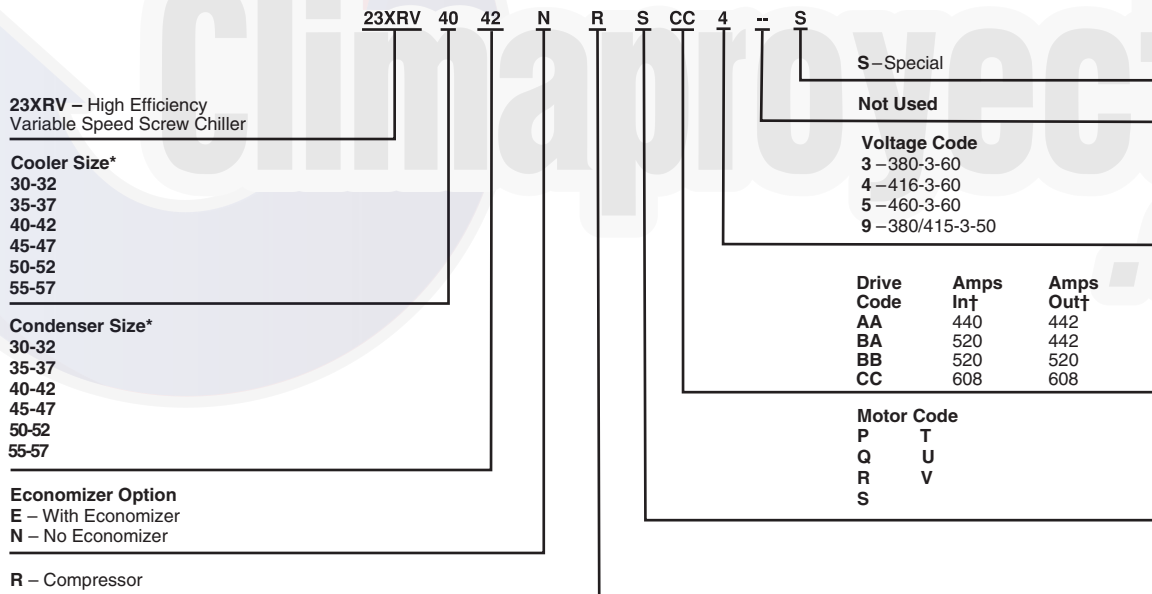 23XRV 40 42 N R S CC 4 -- S
23XRV – High Efficiency
Variable Speed Screw Chiller
Cooler Size*
30-32
35-37
40-42
45-47
50-52
55-57
Condenser Size*
30-32
35-37
40-42
45-47
50-52
55-57
Economizer Option
E – With Economizer
N – No Economizer
R – Compressor
S – Special
Not Used
Voltage Code
3 – 380-3-60
4 – 416-3-60
5 – 460-3-60
9 – 380/415-3-50
Drive Amps Amps
Code In† Out†
AA 440 442
BA 520 442
BB 520 520
CC 608 608
Motor Code
P T
Q U
R V
S
Climaproyect